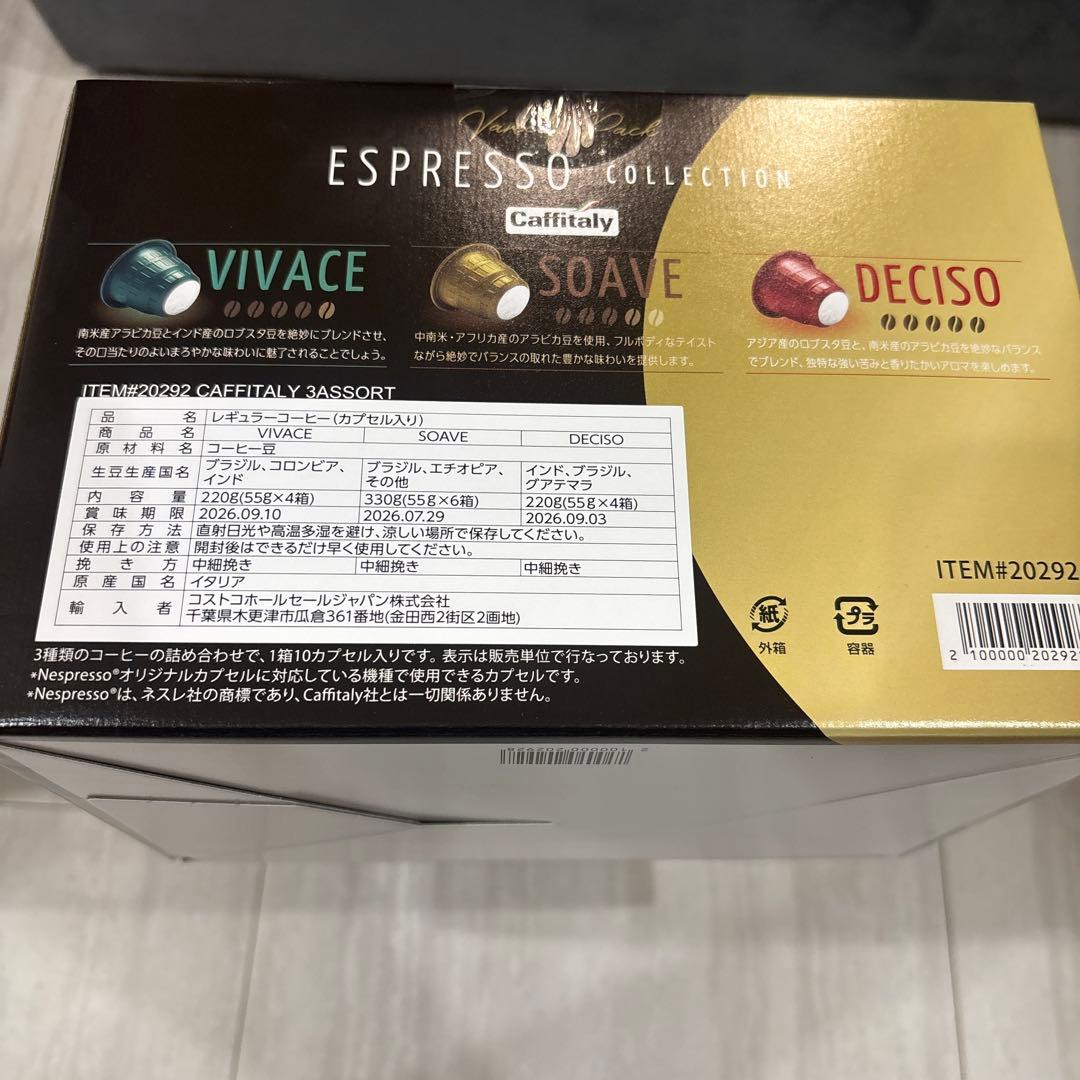 Variety Pack
ESPRESSO COLLECTION
Caffitaly
VIVACE
南米産アラビカ豆とインド産のロブスタ豆を絶妙にブレンドさせ、
その口当たりのよいまろやかな味わいに魅了されることでしょう。
SOAVE
中南米・アフリカ産のアラビカ豆を使用、フルボディなテイスト
ながら絶妙でバランスの取れた豊かな味わいを提供します。
DECISO
アジア産のロブスタ豆と、南米産のアラビカ豆を絶妙なバランス
でブレンド、独特な強い苦みと香りたかいアロマを楽しめます。
ITEM#20292 CAFFITALY 3ASSORT
品名 レギュラーコーヒー(カプセル入り)
商品名 VIVACE SOAVE DECISO
原材料名 コーヒー豆
生豆生産国名 ブラジル、コロンビア、インド ブラジル、エチオピア、その他 インド、ブラジル、グアテマラ
内容量 220g(55g×4箱) 330g(55g×6箱) 220g(55g×4箱)
賞味期限 2026.09.10 2026.07.29 2026.09.03
保存方法 直射日光や高温多湿を避け、涼しい場所で保存してください。
使用上の注意 開封後はできるだけ早く使用してください。
挽き方 中細挽き 中細挽き 中細挽き
原産国名 イタリア
輸入者 コストコホールセールジャパン株式会社
千葉県木更津市瓜倉361番地(金田西2街区2画地)
3種類のコーヒーの詰め合わせで、1箱10カプセル入りです。表示は販売単位で行なっております。
*Nespresso®オリジナルカプセルに対応している機種で使用できるカプセルです。
*Nespresso®は、ネスレ社の商標であり、Caffitaly社とは一切関係ありません。
ITEM#20292
紙
外箱
プラ
容器
2 100000 20292